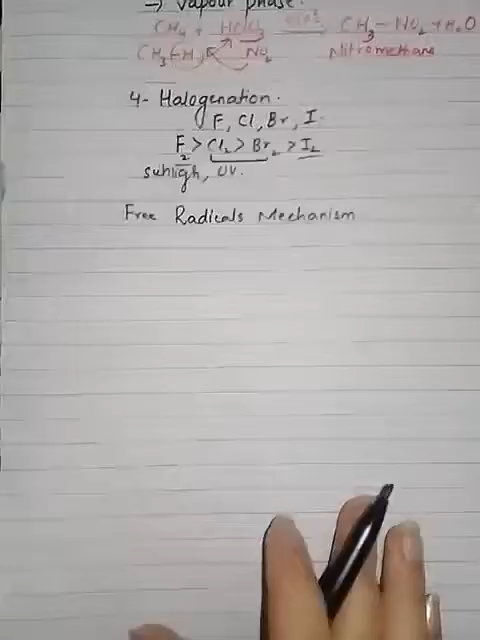 → Vapour phase.
CH4 + HNO3 → CH3 – NO2 + H2O
CH3 – H NO2 Nitromethane
4- Halogenation.
F, Cl, Br, I.
F2 > Cl2 > Br2 > I2
sunligh, UV.
Free Radicals Mechanism